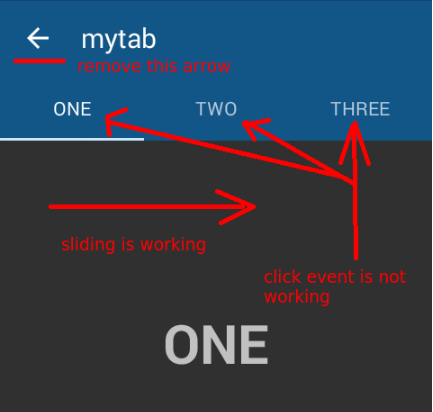 mytab
remove this arrow
ONE TWO THREE
sliding is working
click event is not
working
ONE